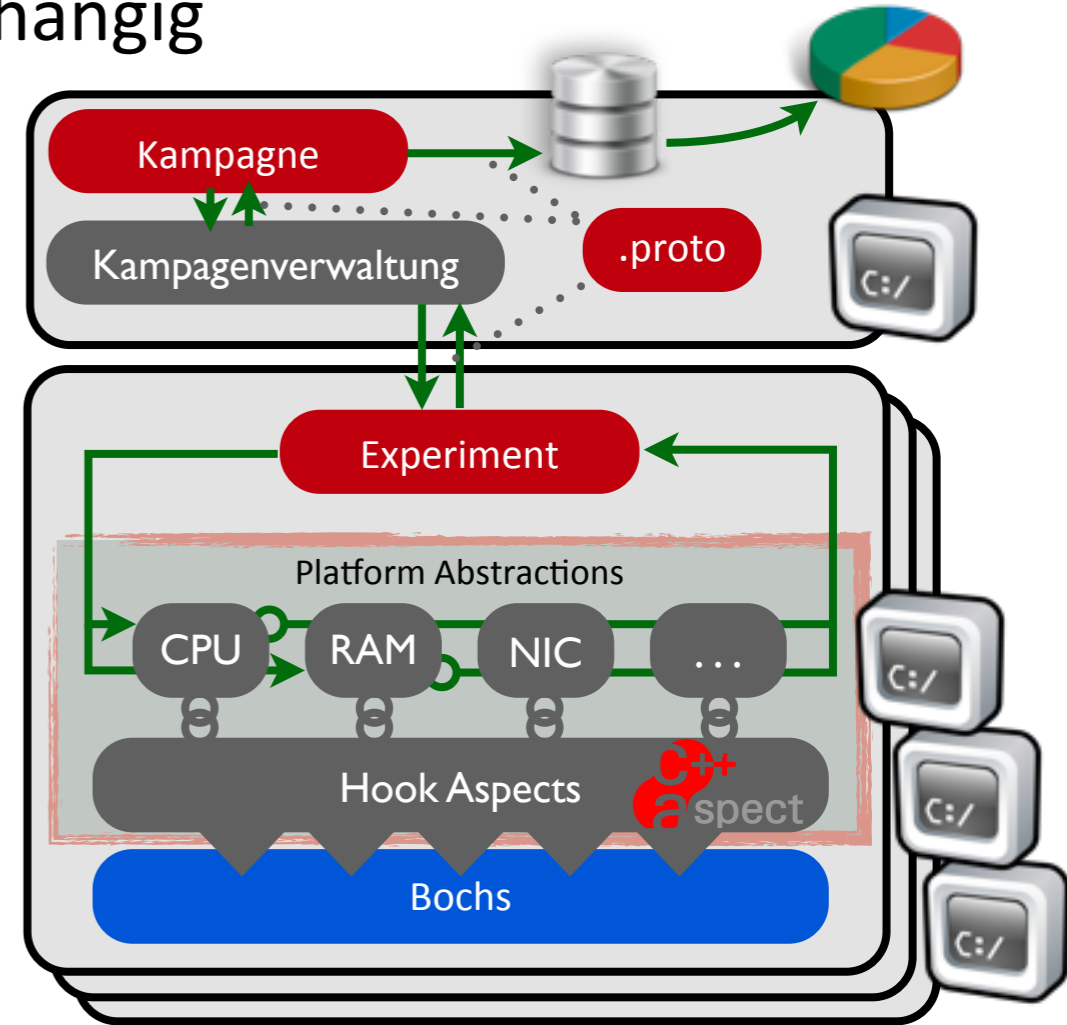 hängig
Kampagne
.proto
Kampagenverwaltung
C:/
Experiment
Platform Abstractions
CPU
RAM
NIC
...
C:/
Hook Aspects
C++
aspect
C:/
Bochs
C:/